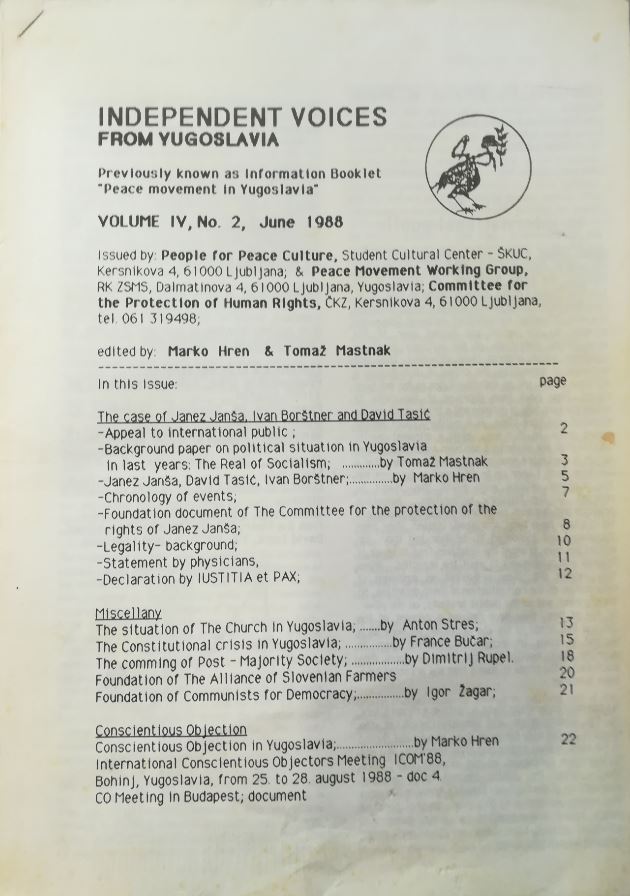 INDEPENDENT VOICES
FROM YUGOSLAVIA
Previously known as Information Booklet
"Peace movement in Yugoslavia"
VOLUME IV, No. 2, June 1988
Issued by: People for Peace Culture, Student Cultural Center - ŠKUC,
Kersnikova 4, 61000 Ljubljana; & Peace Movement Working Group,
RK ZSMS, Dalmatinova 4, 61000 Ljubljana, Yugoslavia; Committee for
the Protection of Human Rights, ČKZ, Kersnikova 4, 61000 Ljubljana,
tel. 061 319498;
edited by: Marko Hren & Tomaž Mastnak
In this issue: page
The case of Janez Janša, Ivan Borštner and David Tasić
-Appeal to international public ; 2
-Background paper on political situation in Yugoslavia
in last years: The Real of Socialism; .............by Tomaž Mastnak 3
-Janez Janša, David Tasić, Ivan Borštner;...............by Marko Hren 5
-Chronology of events; 7
-Foundation document of The Committee for the protection of the
rights of Janez Janša; 8
-Legality- background; 10
-Statement by physicians, 11
-Declaration by IUSTITIA et PAX; 12
Miscellany
The situation of The Church in Yugoslavia; .......by Anton Stres; 13
The Constitutional crisis in Yugoslavia; ................by France Bučar; 15
The comming of Post - Majority Society; ..................by Dimitrij Rupel. 18
Foundation of The Alliance of Slovenian Farmers 20
Foundation of Communists for Democracy;................by Igor Žagar; 21
Conscientious Objection
Conscientious Objection in Yugoslavia;..........................by Marko Hren 22
International Conscientious Objectors Meeting ICOM'88,
Bohinj, Yugoslavia, from 25. to 28. august 1988 - doc 4.
CO Meeting in Budapest; document